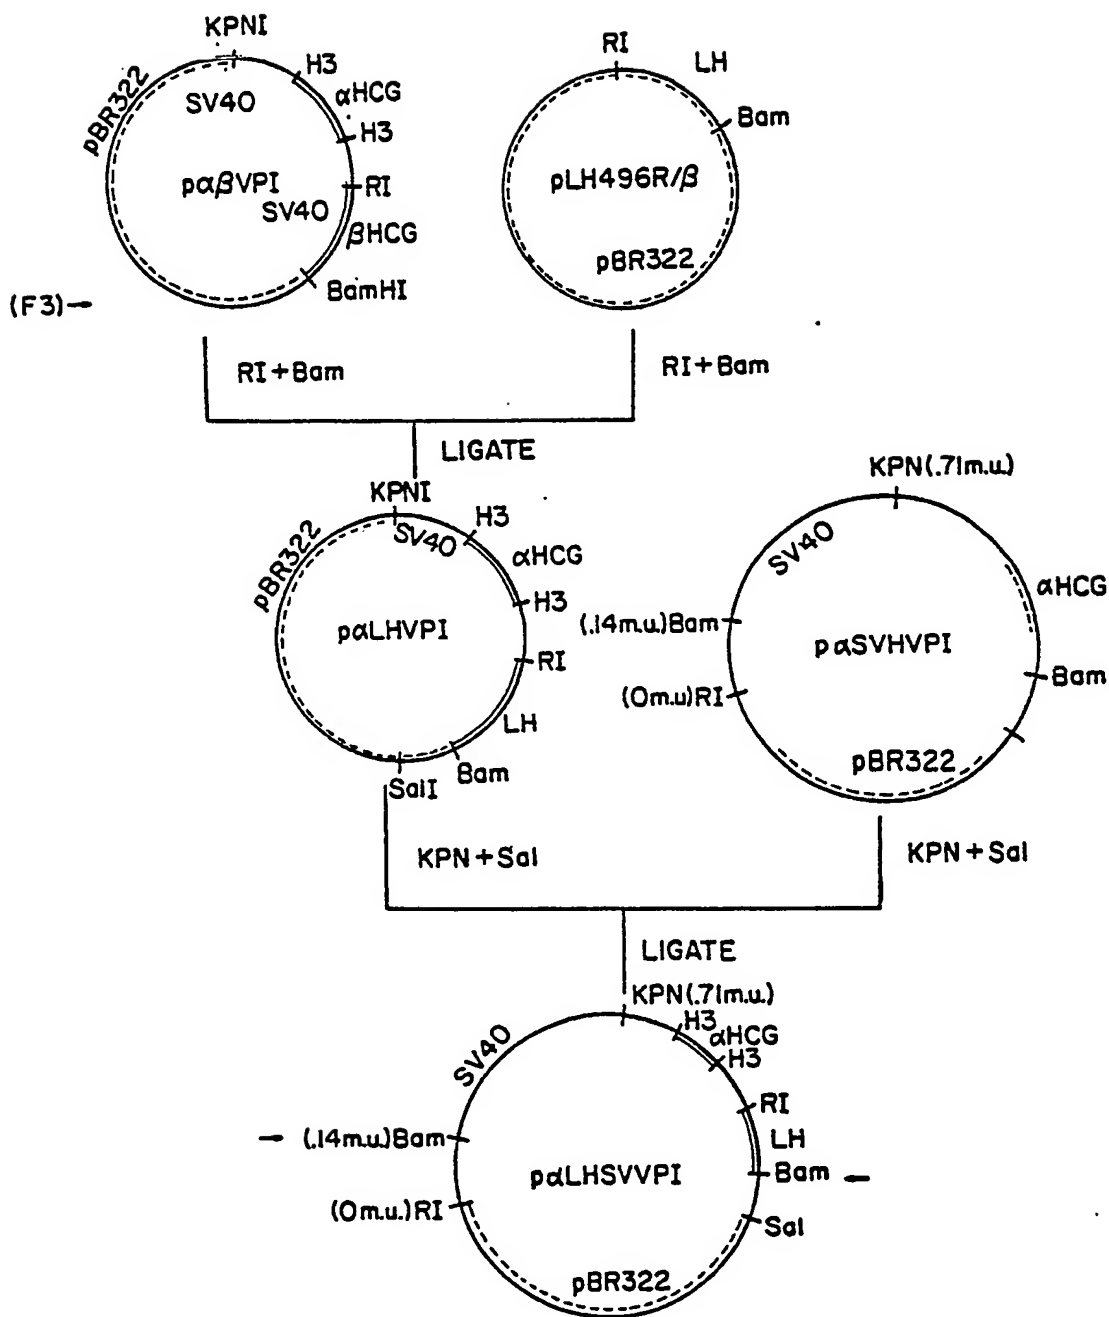 KPNI
H3
αHCG
H3
pBR322
SV40
pαβVPI
RI
SV40
βHCG
BamHI
(F3)→
RI
LH
Bam
pLH496R/β
pBR322
RI+Bam
RI+Bam
LIGATE
KPNI
H3
SV40
αHCG
pBR322
H3
pαLHVPI
RI
LH
Bam
SalI
KPN(.71m.u.)
SV40
αHCG
(.14m.u.)Bam
pαSVHVPI
Bam
(0m.u)RI
pBR322
KPN+Sal
KPN+Sal
LIGATE
KPN(.71m.u.)
H3
αHCG
H3
SV40
RI
LH
→ (.14m.u.)Bam
Bam ←
pαLHSVVPI
(0m.u.)RI
Sal
pBR322